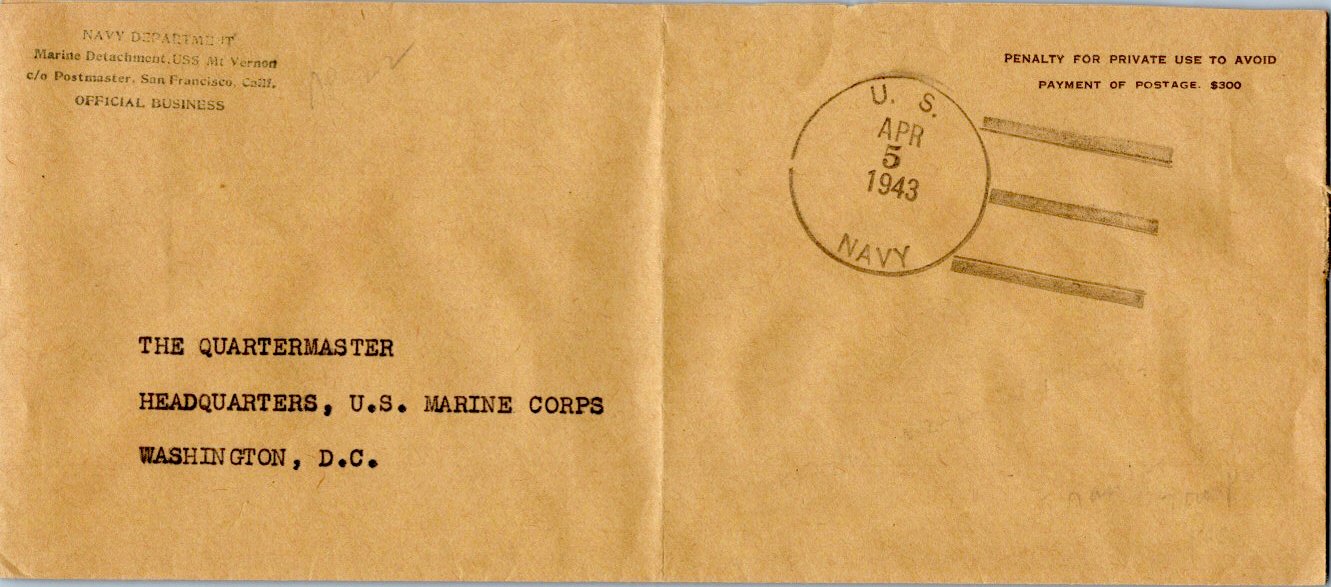 NAVY DEPARTMENT
Marine Detachment, USS Mt Vernon
c/o Postmaster, San Francisco, Calif.
OFFICIAL BUSINESS
PENALTY FOR PRIVATE USE TO AVOID
PAYMENT OF POSTAGE. $300
U. S.
APR
5
1943
NAVY
THE QUARTERMASTER
HEADQUARTERS, U.S. MARINE CORPS
WASHINGTON, D.C.